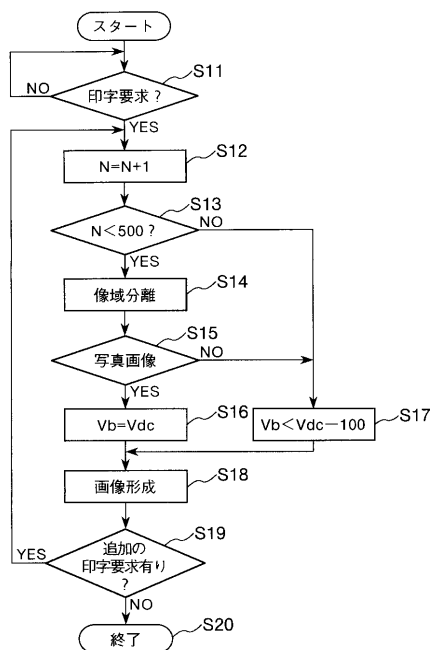 スタート
S11
印字要求?
NO
YES
S12
N=N+1
S13
N<500?
NO
YES
S14
像域分離
S15
写真画像
NO
YES
S16
Vb=Vdc
S17
Vb<Vdc-100
S18
画像形成
S19
追加の
印字要求有り
?
YES
NO
S20
終了